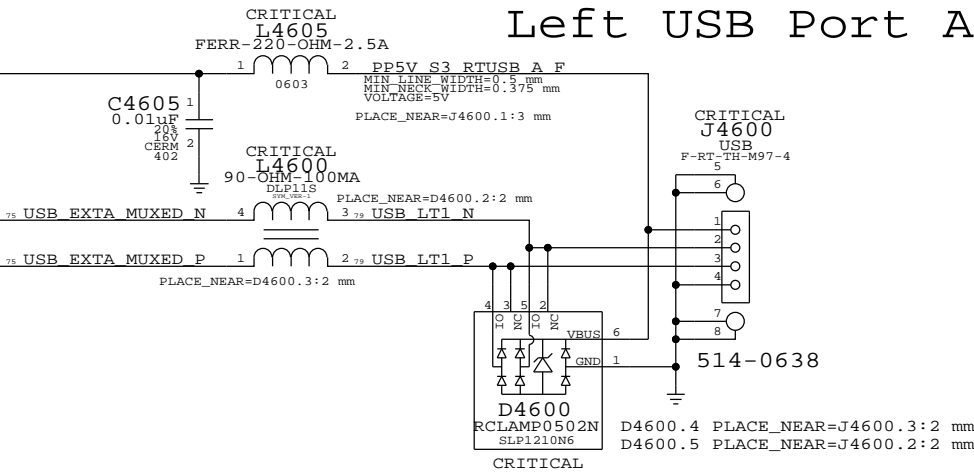 Left USB Port A
CRITICAL
L4605
FERR-220-OHM-2.5A
1
2
0603
PP5V_S3_RTUSB_A_F
MIN_LINE_WIDTH=0.5 mm
MIN_NECK_WIDTH=0.375 mm
VOLTAGE=5V
PLACE_NEAR=J4600.1:3 mm
C4605
1
0.01uF
20%
16V
CERM
402
2
CRITICAL
L4600
90-OHM-100MA
DLP11S
SYM_VER-1
PLACE_NEAR=D4600.2:2 mm
75 USB_EXTA_MUXED_N
4
3
79 USB_LT1_N
75 USB_EXTA_MUXED_P
1
2
79 USB_LT1_P
PLACE_NEAR=D4600.3:2 mm
CRITICAL
J4600
USB
F-RT-TH-M97-4
5
6
1
2
3
4
7
8
514-0638
4 3 5 2
IO NC IO NC
VBUS 6
GND 1
D4600
RCLAMP0502N
SLP1210N6
CRITICAL
D4600.4 PLACE_NEAR=J4600.3:2 mm
D4600.5 PLACE_NEAR=J4600.2:2 mm